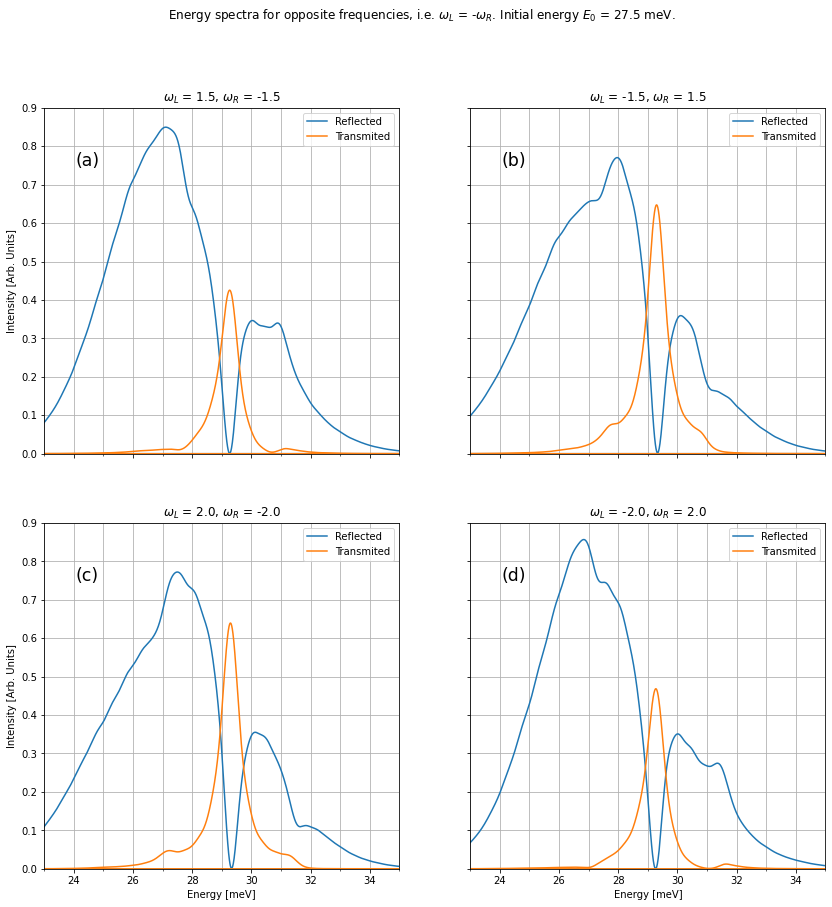 Energy spectra for opposite frequencies, i.e. ω_L = -ω_R. Initial energy E_0 = 27.5 meV.
ω_L = 1.5, ω_R = -1.5
0.9
0.8
0.7
0.6
0.5
0.4
0.3
0.2
0.1
0.0
Intensity [Arb. Units]
(a)
Reflected
Transmited
ω_L = -1.5, ω_R = 1.5
(b)
Reflected
Transmited
ω_L = 2.0, ω_R = -2.0
0.9
0.8
0.7
0.6
0.5
0.4
0.3
0.2
0.1
0.0
Intensity [Arb. Units]
(c)
Reflected
Transmited
24 26 28 30 32 34
Energy [meV]
ω_L = -2.0, ω_R = 2.0
(d)
Reflected
Transmited
24 26 28 30 32 34
Energy [meV]